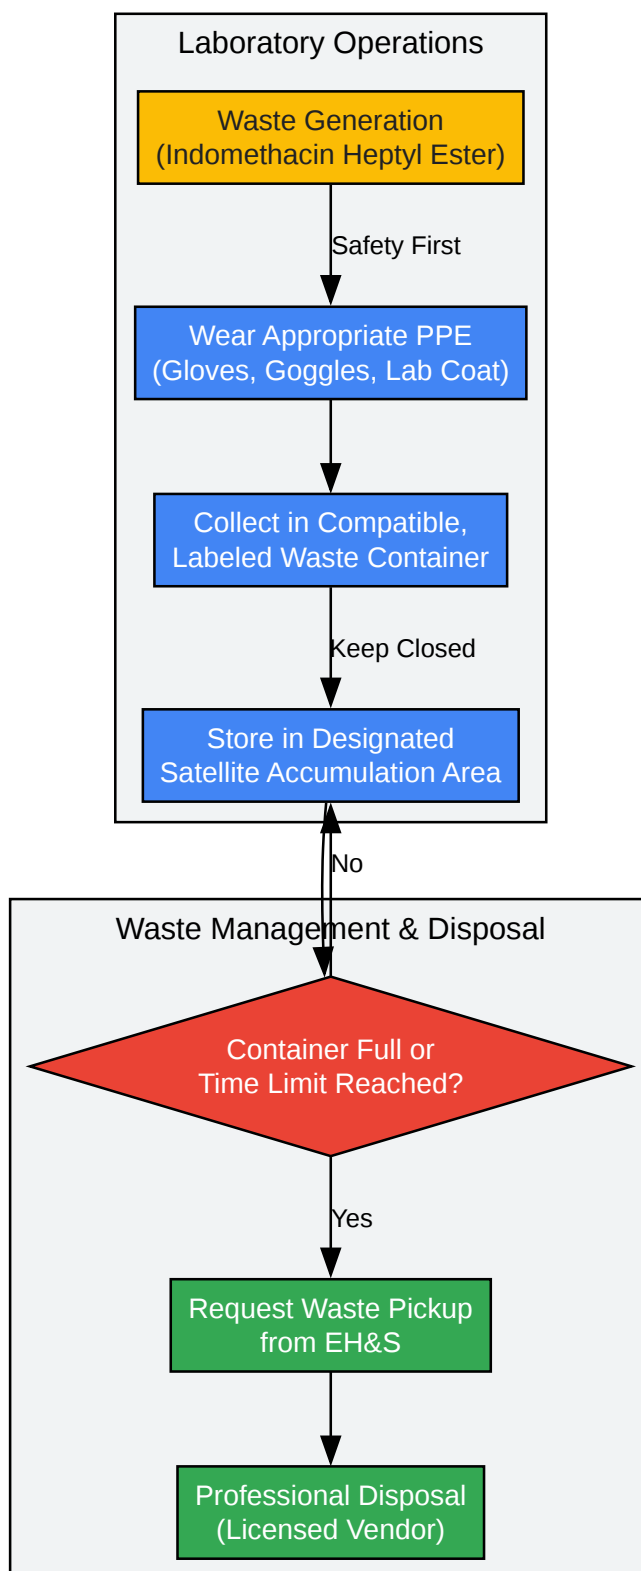 Laboratory Operations
Waste Generation
(Indomethacin Heptyl Ester)
Safety First
Wear Appropriate PPE
(Gloves, Goggles, Lab Coat)
Collect in Compatible,
Labeled Waste Container
Keep Closed
Store in Designated
Satellite Accumulation Area
No
Waste Management & Disposal
Container Full or
Time Limit Reached?
Yes
Request Waste Pickup
from EH&S
Professional Disposal
(Licensed Vendor)